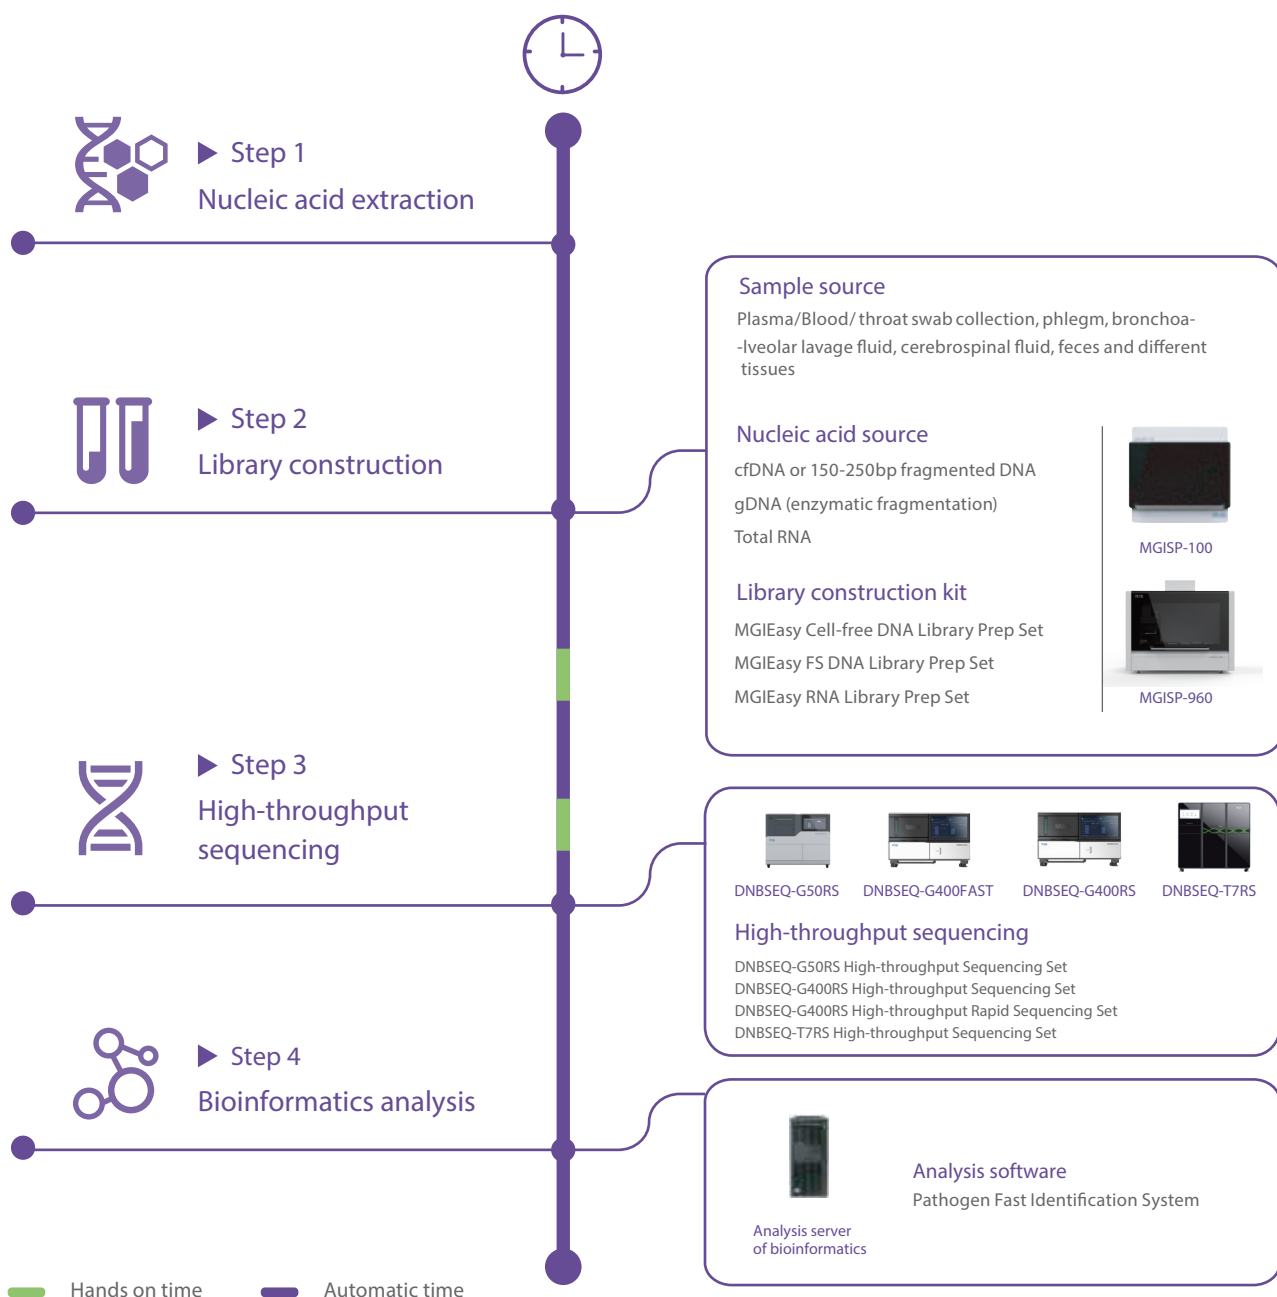 Step 1
Nucleic acid extraction
Step 2
Library construction
Step 3
High-throughput
sequencing
Step 4
Bioinformatics analysis
Hands on time
Automatic time
Sample source
Plasma/Blood/ throat swab collection, phlegm, bronchoa-
-lveolar lavage fluid, cerebrospinal fluid, feces and different
tissues
Nucleic acid source
cfDNA or 150-250bp fragmented DNA
gDNA (enzymatic fragmentation)
Total RNA
Library construction kit
MGIEasy Cell-free DNA Library Prep Set
MGIEasy FS DNA Library Prep Set
MGIEasy RNA Library Prep Set
MGISP-100
MGISP-960
DNBSEQ-G50RS
DNBSEQ-G400FAST
DNBSEQ-G400RS
DNBSEQ-T7RS
High-throughput sequencing
DNBSEQ-G50RS High-throughput Sequencing Set
DNBSEQ-G400RS High-throughput Sequencing Set
DNBSEQ-G400RS High-throughput Rapid Sequencing Set
DNBSEQ-T7RS High-throughput Sequencing Set
Analysis server
of bioinformatics
Analysis software
Pathogen Fast Identification System